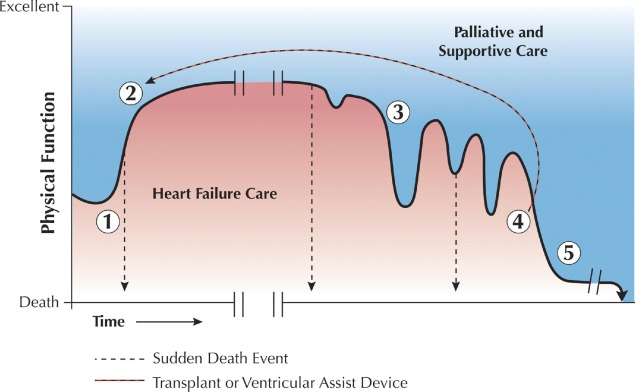 Excellent
Palliative and
Supportive Care
2
3
Physical Function
Heart Failure Care
1
4
5
Death
Time
Sudden Death Event
Transplant or Ventricular Assist Device